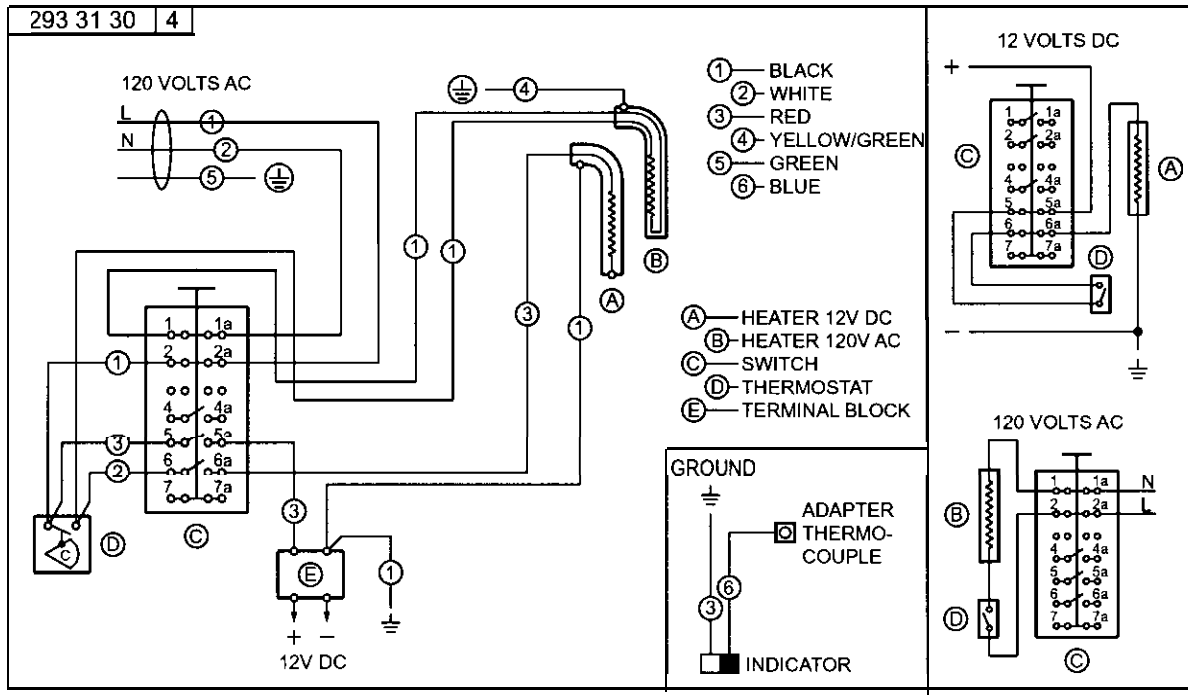 293 31 30 4
120 VOLTS AC
L 1
N 2
5
4
1 BLACK
2 WHITE
3 RED
4 YELLOW/GREEN
5 GREEN
6 BLUE
1 1
B
A
3 1
1 1a
1 2 2a
4 4a
3 5 5a
2 6 6a
7 7a
C
D
C
3
E
1
+ −
12V DC
A HEATER 12V DC
B HEATER 120V AC
C SWITCH
D THERMOSTAT
E TERMINAL BLOCK
GROUND
ADAPTER
THERMO-
COUPLE
6
3
INDICATOR
12 VOLTS DC
+
1 1a
2 2a
C
4 4a
A
5 5a
6 6a
7 7a
D
−
120 VOLTS AC
1 1a N
2 2a L
B
4 4a
5 5a
6 6a
7 7a
D
C